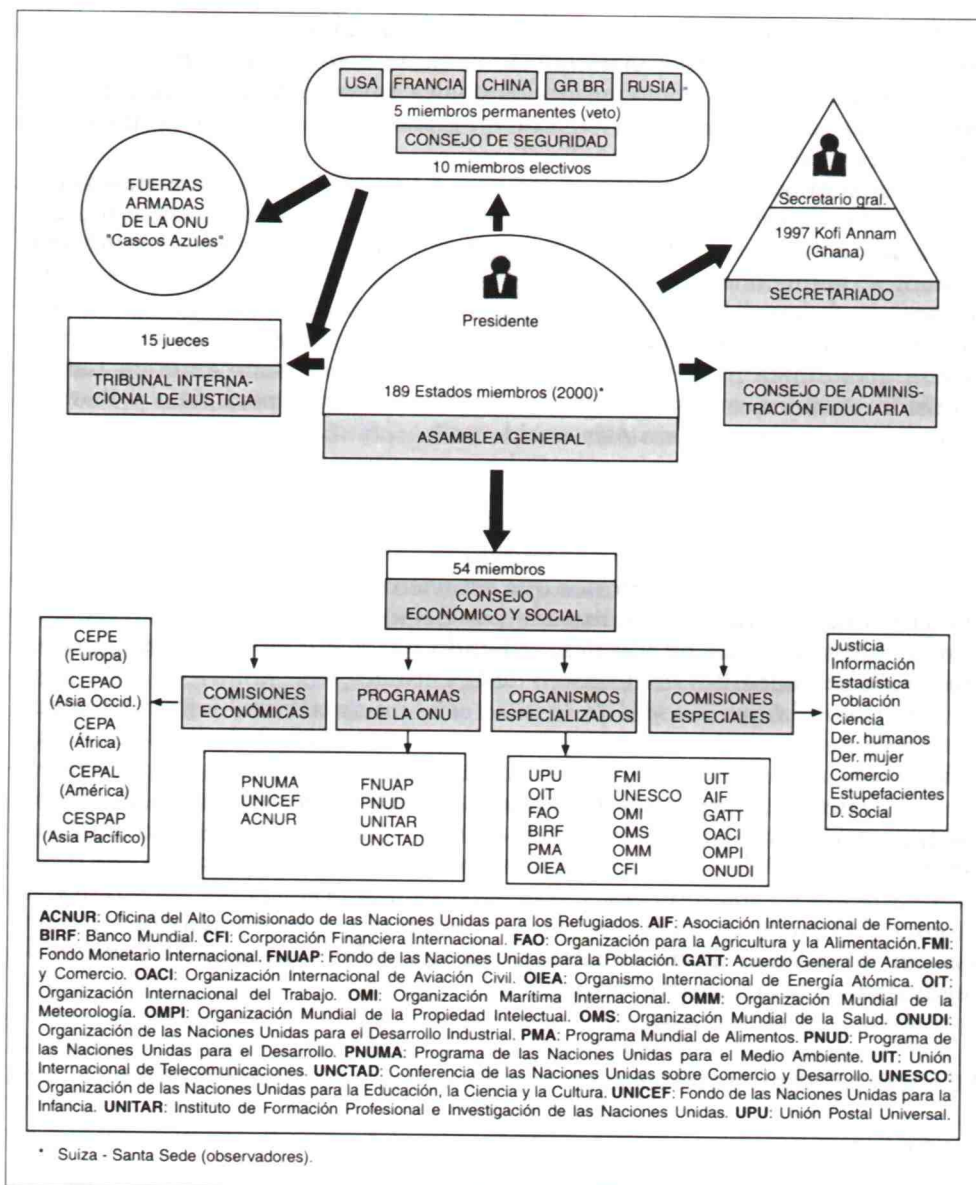 USA FRANCIA CHINA GR BR RUSIA
5 miembros permanentes (veto)
CONSEJO DE SEGURIDAD
10 miembros electivos
FUERZAS
ARMADAS
DE LA ONU
"Cascos Azules"
Secretario gral.
1997 Kofi Annam
(Ghana)
SECRETARIADO
Presidente
189 Estados miembros (2000)*
ASAMBLEA GENERAL
15 jueces
TRIBUNAL INTERNA-
CIONAL DE JUSTICIA
CONSEJO DE ADMINIS-
TRACIÓN FIDUCIARIA
54 miembros
CONSEJO
ECONÓMICO Y SOCIAL
CEPE
(Europa)
CEPAO
(Asia Occid.)
CEPA
(África)
CEPAL
(América)
CESPAP
(Asia Pacífico)
COMISIONES
ECONÓMICAS
PROGRAMAS
DE LA ONU
ORGANISMOS
ESPECIALIZADOS
COMISIONES
ESPECIALES
Justicia
Información
Estadística
Población
Ciencia
Der. humanos
Der. mujer
Comercio
Estupefacientes
D. Social
PNUMA FNUAP
UNICEF PNUD
ACNUR UNITAR
UNCTAD
UPU FMI UIT
OIT UNESCO AIF
FAO OMI GATT
BIRF OMS OACI
PMA OMM OMPI
OIEA CFI ONUDI
ACNUR: Oficina del Alto Comisionado de las Naciones Unidas para los Refugiados. AIF: Asociación Internacional de Fomento.
BIRF: Banco Mundial. CFI: Corporación Financiera Internacional. FAO: Organización para la Agricultura y la Alimentación. FMI:
Fondo Monetario Internacional. FNUAP: Fondo de las Naciones Unidas para la Población. GATT: Acuerdo General de Aranceles
y Comercio. OACI: Organización Internacional de Aviación Civil. OIEA: Organismo Internacional de Energía Atómica. OIT:
Organización Internacional del Trabajo. OMI: Organización Marítima Internacional. OMM: Organización Mundial de la
Meteorología. OMPI: Organización Mundial de la Propiedad Intelectual. OMS: Organización Mundial de la Salud. ONUDI:
Organización de las Naciones Unidas para el Desarrollo Industrial. PMA: Programa Mundial de Alimentos. PNUD: Programa de
las Naciones Unidas para el Desarrollo. PNUMA: Programa de las Naciones Unidas para el Medio Ambiente. UIT: Unión
Internacional de Telecomunicaciones. UNCTAD: Conferencia de las Naciones Unidas sobre Comercio y Desarrollo. UNESCO:
Organización de las Naciones Unidas para la Educación, la Ciencia y la Cultura. UNICEF: Fondo de las Naciones Unidas para la
Infancia. UNITAR: Instituto de Formación Profesional e Investigación de las Naciones Unidas. UPU: Unión Postal Universal.
* Suiza - Santa Sede (observadores).